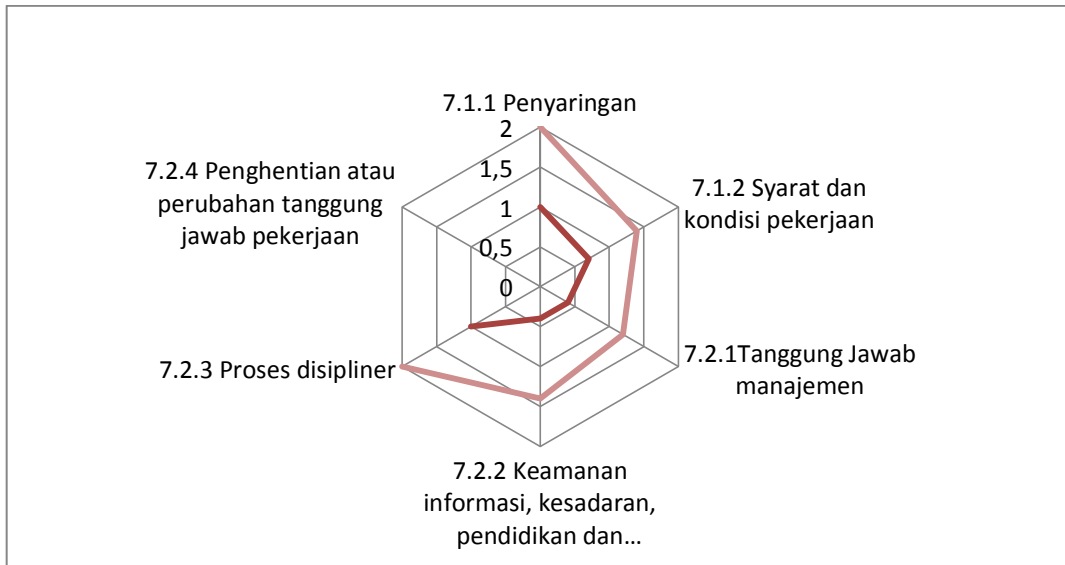 7.1.1 Penyaringan
2
1,5
1
0,5
0
7.1.2 Syarat dan
kondisi pekerjaan
7.2.1Tanggung Jawab
manajemen
7.2.2 Keamanan
informasi, kesadaran,
pendidikan dan…
7.2.3 Proses disipliner
7.2.4 Penghentian atau
perubahan tanggung
jawab pekerjaan